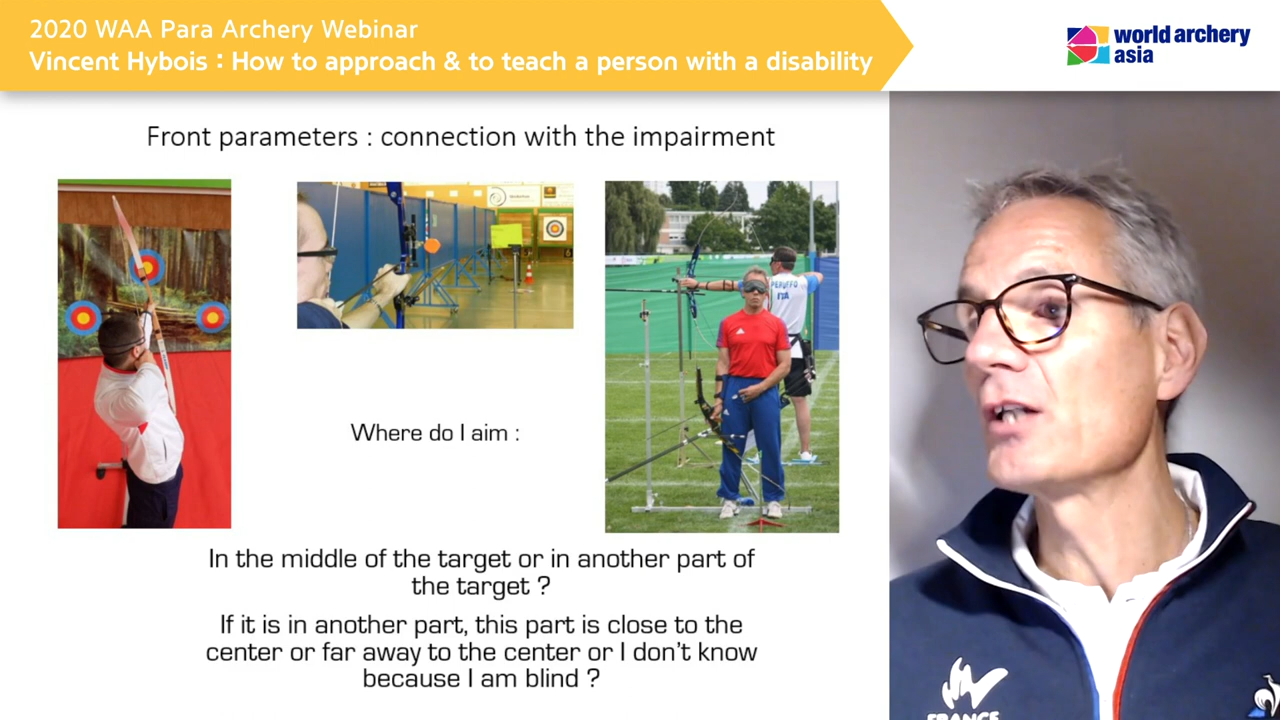 2020 WAA Para Archery Webinar
Vincent Hybois : How to approach & to teach a person with a disability
world archery
asia
Front parameters : connection with the impairment
PERUFFO
ITA
Where do I aim :
In the middle of the target or in another part of
the target ?
If it is in another part, this part is close to the
center or far away to the center or I don't know
because I am blind ?
FRANCE